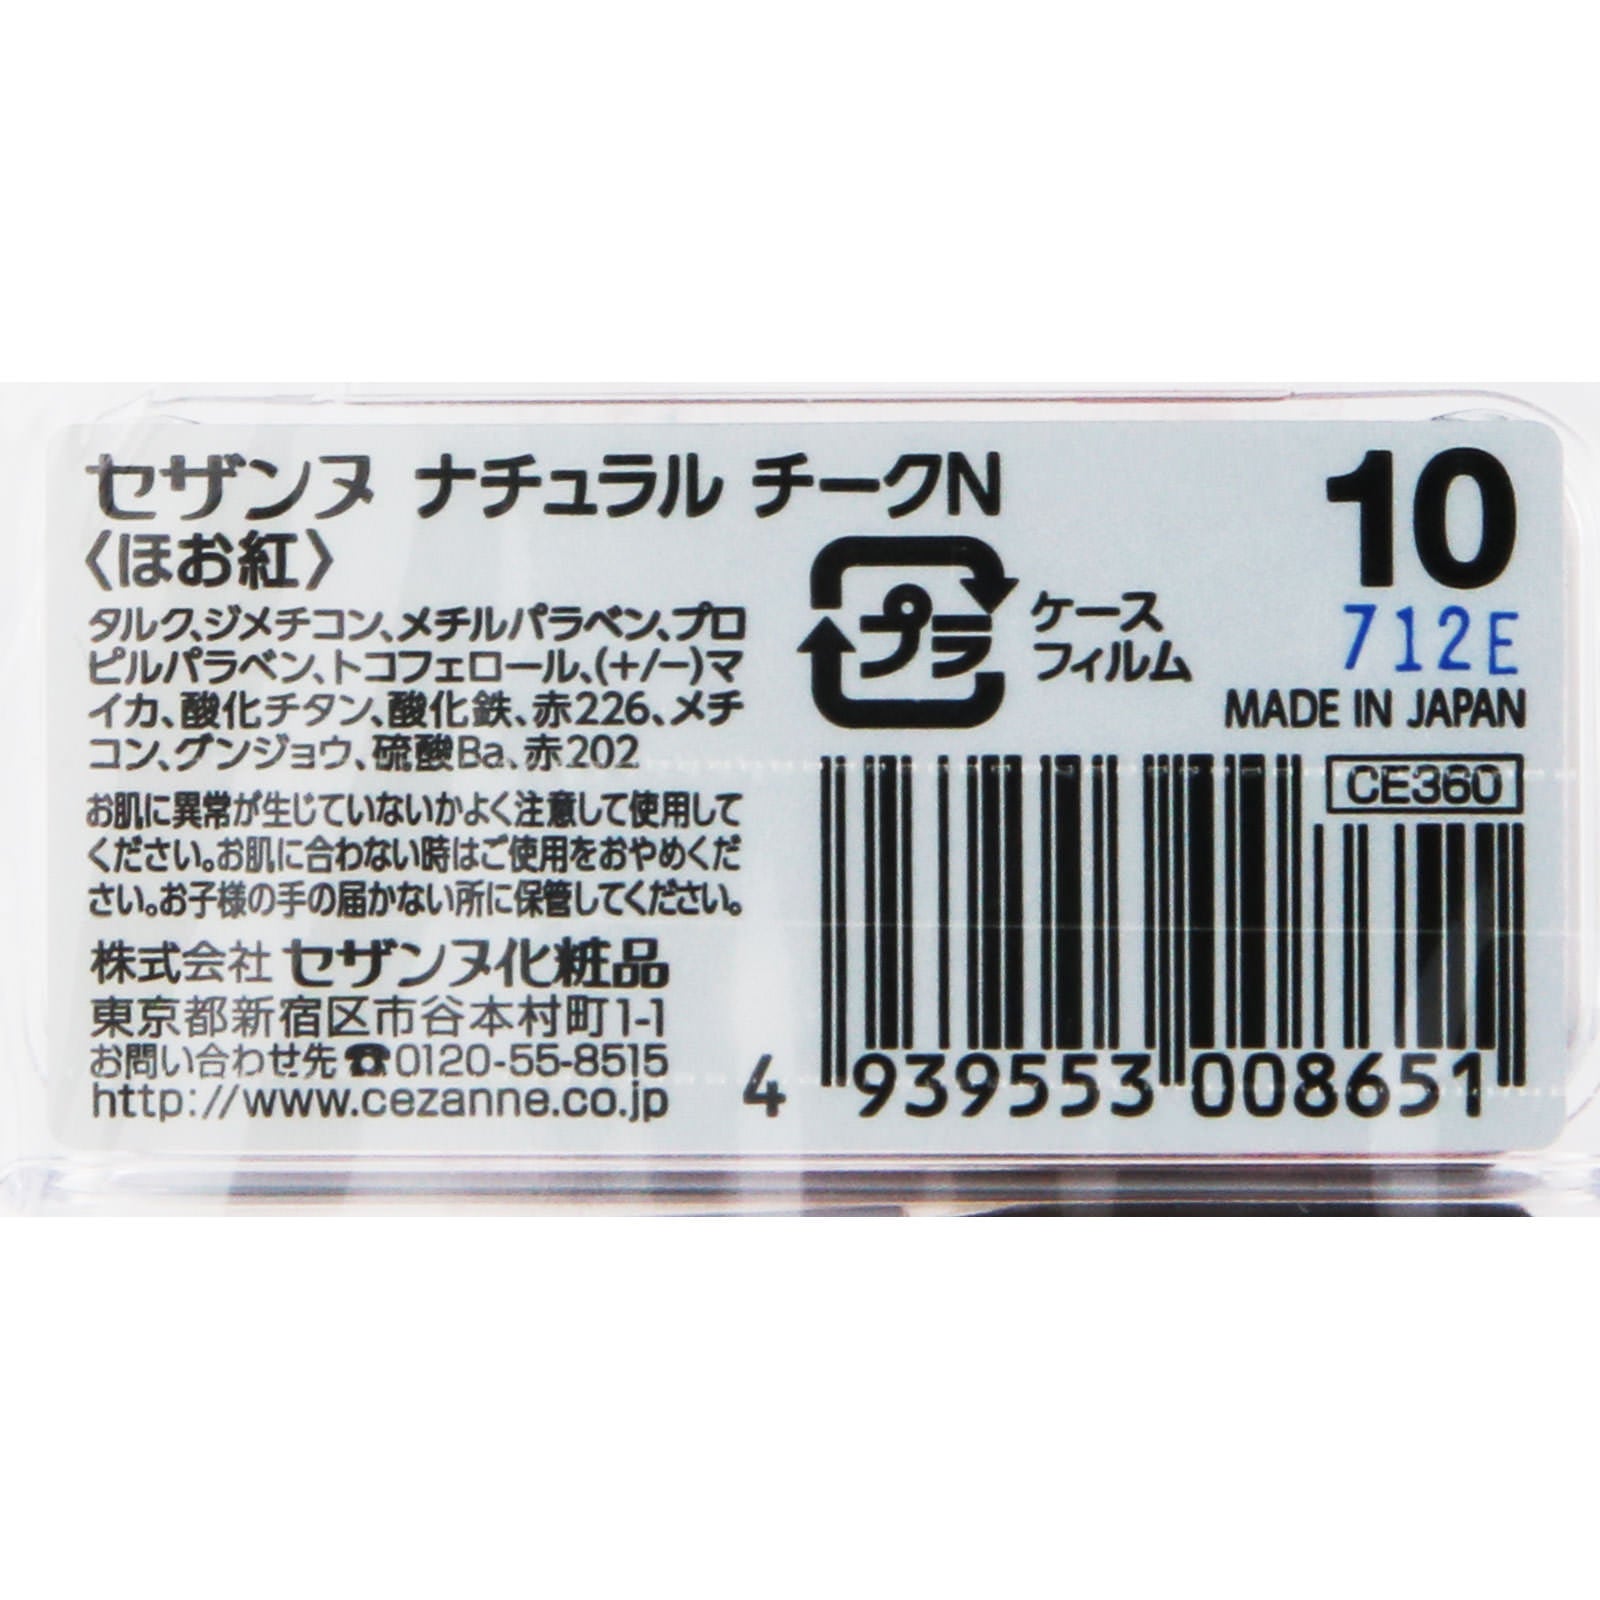 セザンヌ ナチュラル チークN
〈ほお紅〉
タルク、ジメチコン、メチルパラベン、プロ
ピルパラベン、トコフェロール、(+/−)マ
イカ、酸化チタン、酸化鉄、赤226、メチ
コン、グンジョウ、硫酸Ba、赤202
お肌に異常が生じていないかよく注意して使用して
ください。お肌に合わない時はご使用をおやめくだ
さい。お子様の手の届かない所に保管してください。
株式会社 セザンヌ化粧品
東京都新宿区市谷本村町1-1
お問い合わせ先 ☎0120-55-8515
http://www.cezanne.co.jp
プラ
ケース
フィルム
10
712E
MADE IN JAPAN
CE360
4 939553 008651